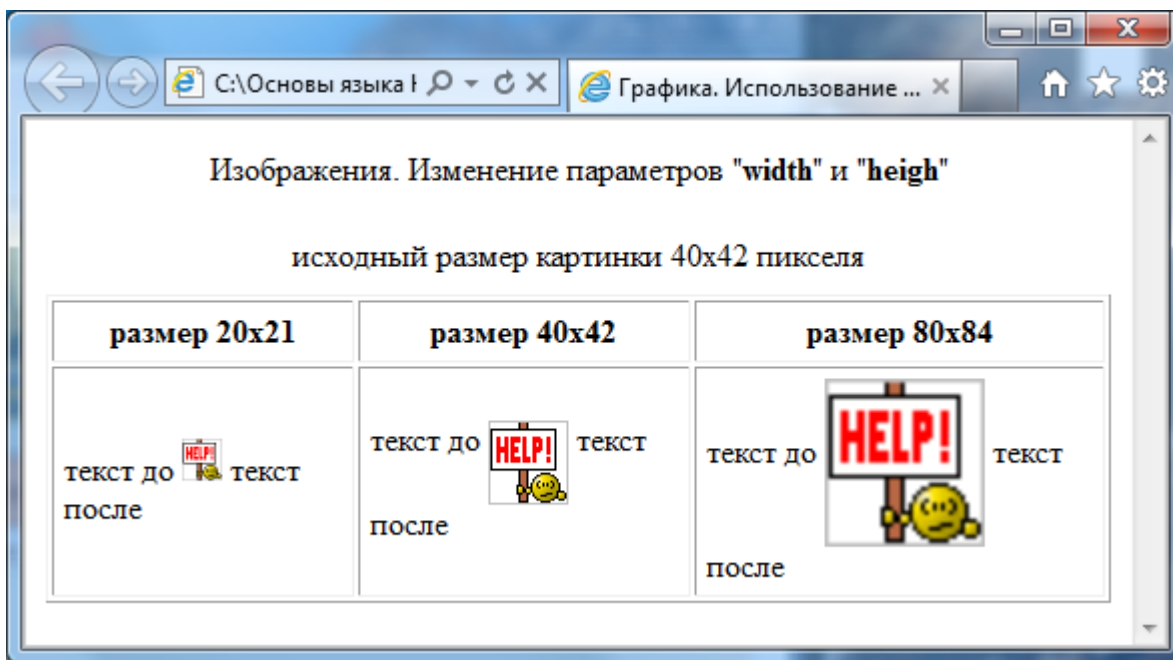 C:\Основы языка
Графика. Использование ...
Изображения. Изменение параметров "width" и "heigh"
исходный размер картинки 40x42 пикселя
размер 20x21 размер 40x42 размер 80x84
текст до HELP! текст
после
текст до HELP! текст
после
текст до HELP! текст
после